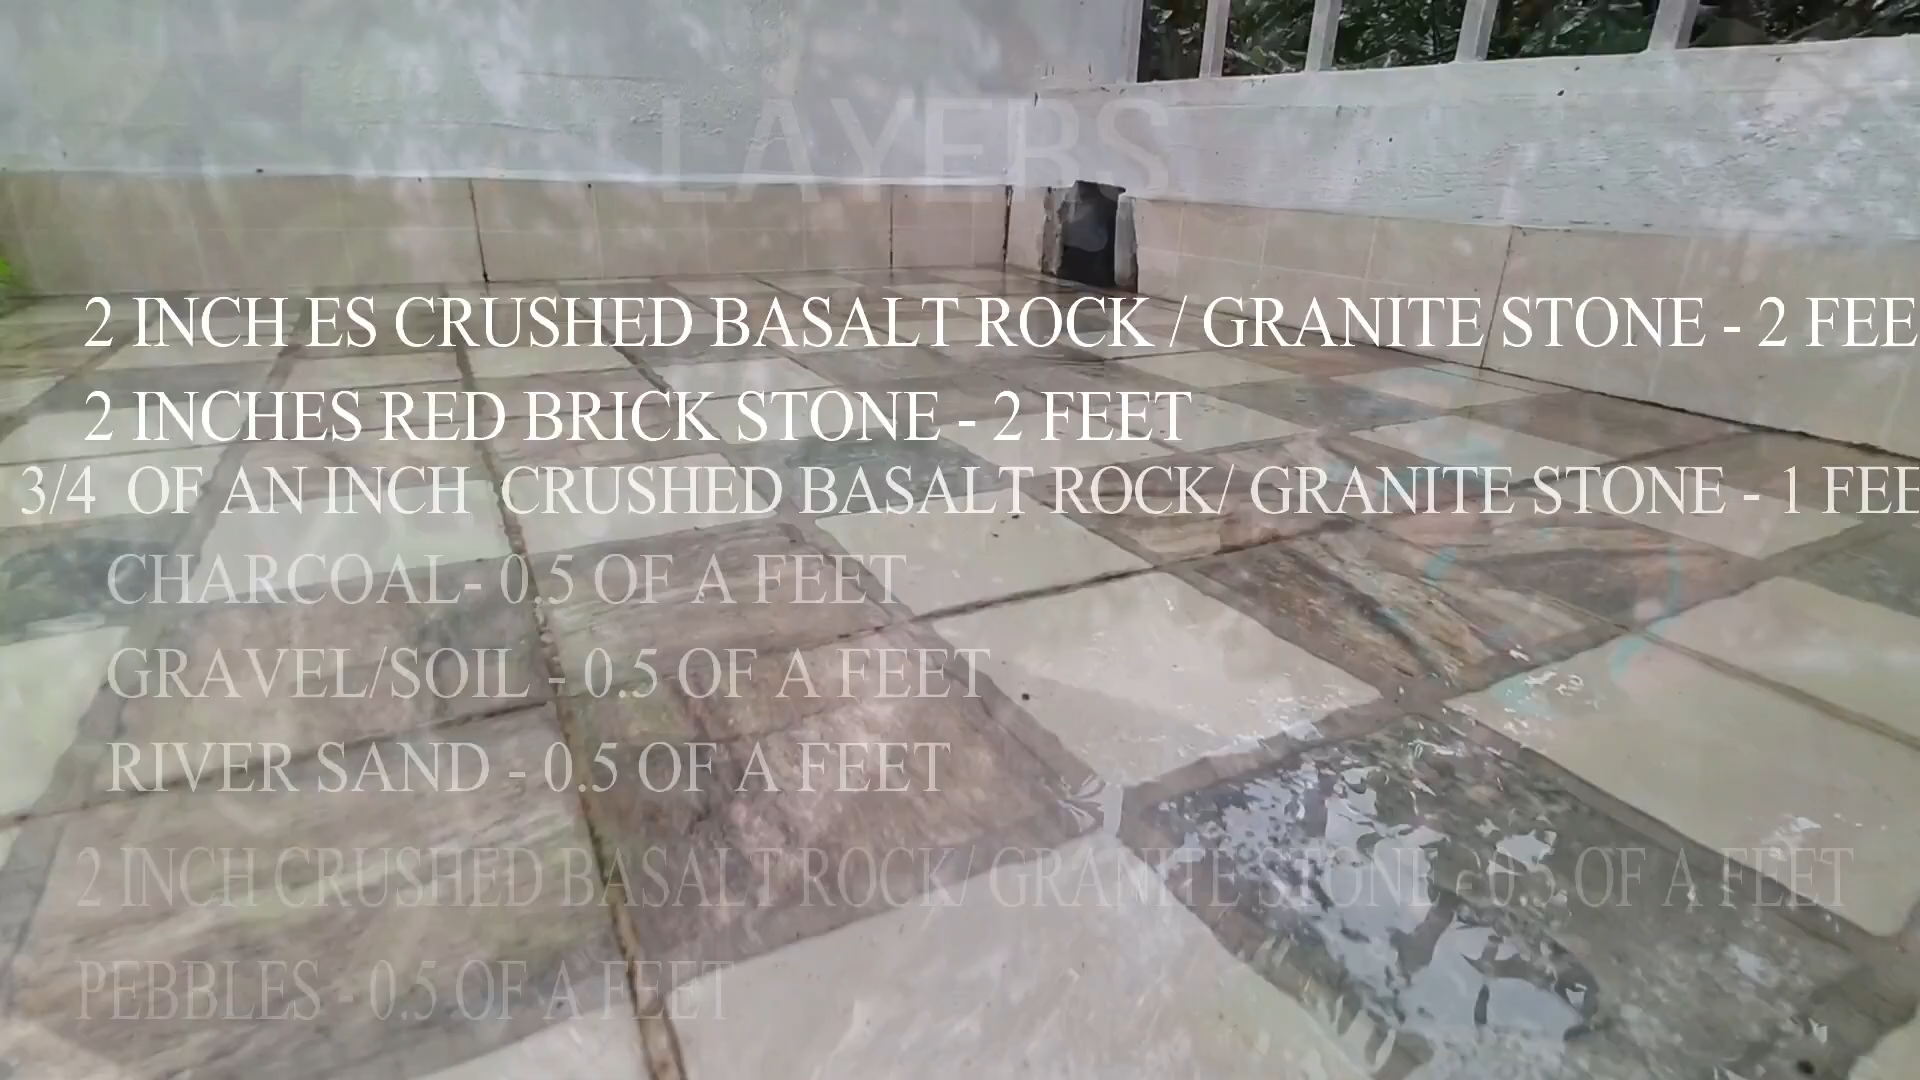 LAYERS
2 INCH ES CRUSHED BASALT ROCK / GRANITE STONE - 2 FEE
2 INCHES RED BRICK STONE - 2 FEET
3/4 OF AN INCH CRUSHED BASALT ROCK/ GRANITE STONE - 1 FEE
CHARCOAL- 0.5 OF A FEET
GRAVEL/SOIL - 0.5 OF A FEET
RIVER SAND - 0.5 OF A FEET
2 INCH CRUSHED BASALT ROCK/ GRANITE STONE - 0.5 OF A FEET
PEBBLES - 0.5 OF A FEET